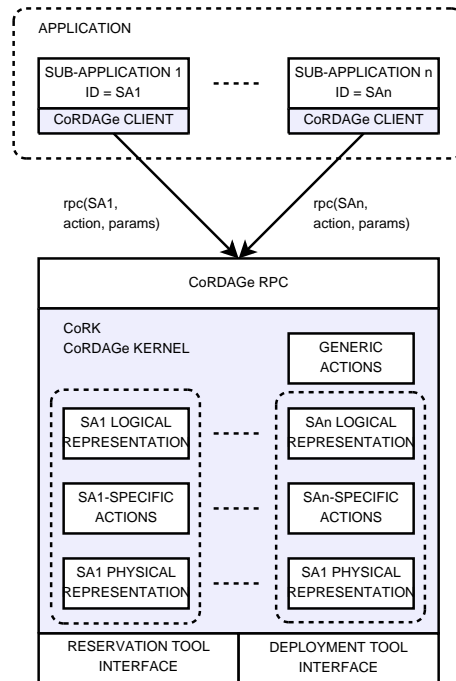 APPLICATION
SUB-APPLICATION 1
ID = SA1
CoRDAGe CLIENT
SUB-APPLICATION n
ID = SAn
CoRDAGe CLIENT
rpc(SA1,
action, params)
rpc(SAn,
action, params)
CoRDAGe RPC
CoRK
CoRDAGe KERNEL
GENERIC
ACTIONS
SA1 LOGICAL
REPRESENTATION
SAn LOGICAL
REPRESENTATION
SA1-SPECIFIC
ACTIONS
SAn-SPECIFIC
ACTIONS
SA1 PHYSICAL
REPRESENTATION
SA1 PHYSICAL
REPRESENTATION
RESERVATION TOOL
INTERFACE
DEPLOYMENT TOOL
INTERFACE